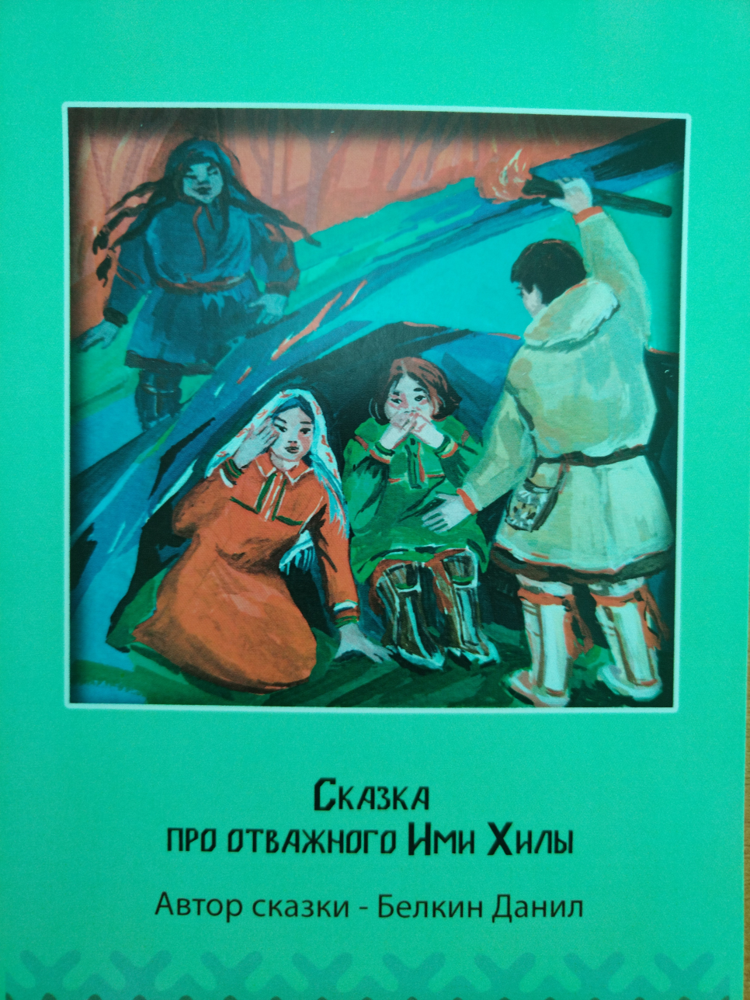 Сказка
про отважного Ими Хилы
Автор сказки - Белкин Данил